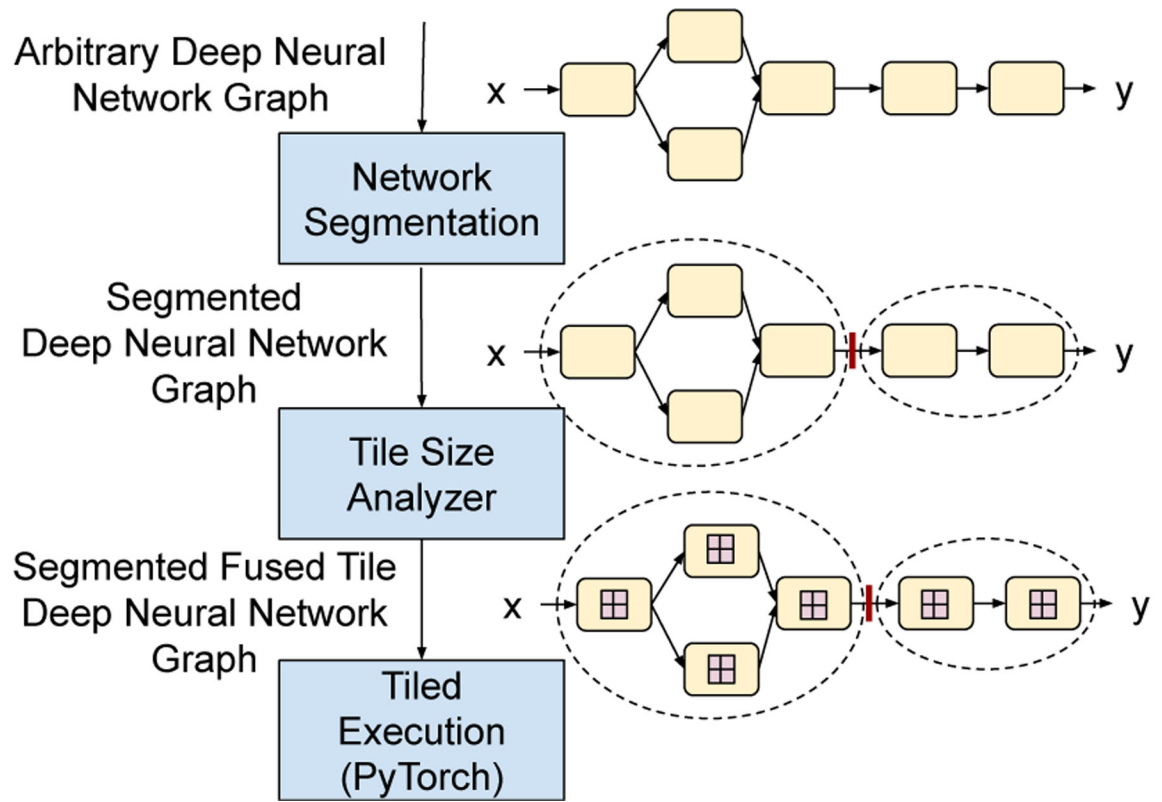 Arbitrary Deep Neural
Network Graph
x
y
Network
Segmentation
Segmented
Deep Neural Network
Graph
x
y
Tile Size
Analyzer
Segmented Fused Tile
Deep Neural Network
Graph
x
y
Tiled
Execution
(PyTorch)